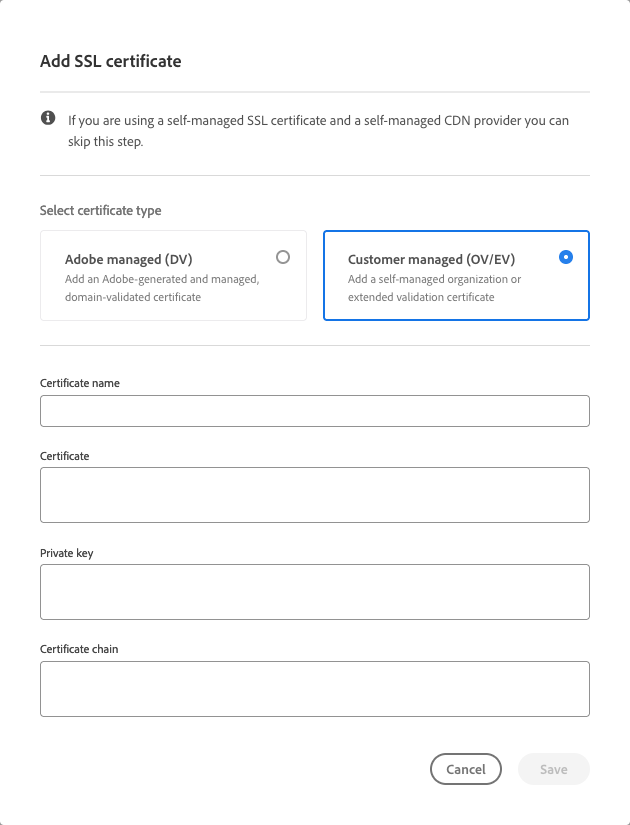 Add SSL certificate
If you are using a self-managed SSL certificate and a self-managed CDN provider you can
skip this step.
Select certificate type
Adobe managed (DV)
Add an Adobe-generated and managed,
domain-validated certificate
Customer managed (OV/EV)
Add a self-managed organization or
extended validation certificate
Certificate name
Certificate
Private key
Certificate chain
Cancel
Save